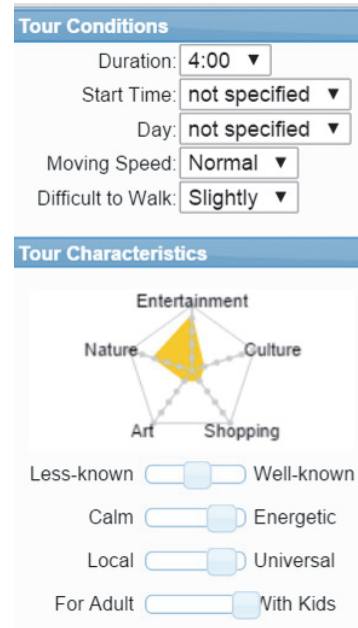 Tour Conditions
Duration: 4:00 ▼
Start Time: not specified ▼
Day: not specified ▼
Moving Speed: Normal ▼
Difficult to Walk: Slightly ▼
Tour Characteristics
Entertainment
Nature Culture
Art Shopping
Less-known Well-known
Calm Energetic
Local Universal
For Adult With Kids